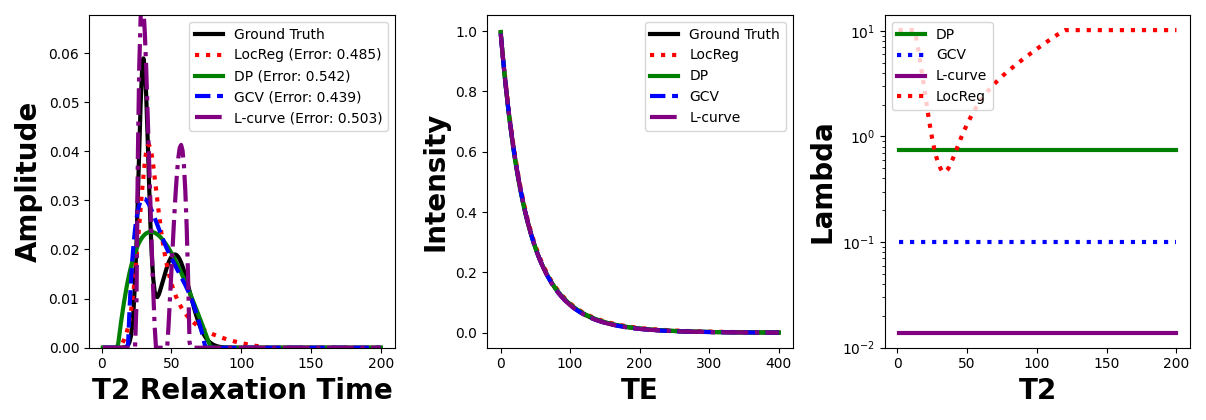 Amplitude
0.06
0.05
0.04
0.03
0.02
0.01
0.00
0
50
100
150
200
T2 Relaxation Time
Ground Truth
LocReg (Error: 0.485)
DP (Error: 0.542)
GCV (Error: 0.439)
L-curve (Error: 0.503)
Intensity
1.0
0.8
0.6
0.4
0.2
0.0
0
100
200
300
400
TE
Ground Truth
LocReg
DP
GCV
L-curve
Lambda
10¹
10⁰
10⁻¹
10⁻²
0
50
100
150
200
T2
DP
GCV
L-curve
LocReg